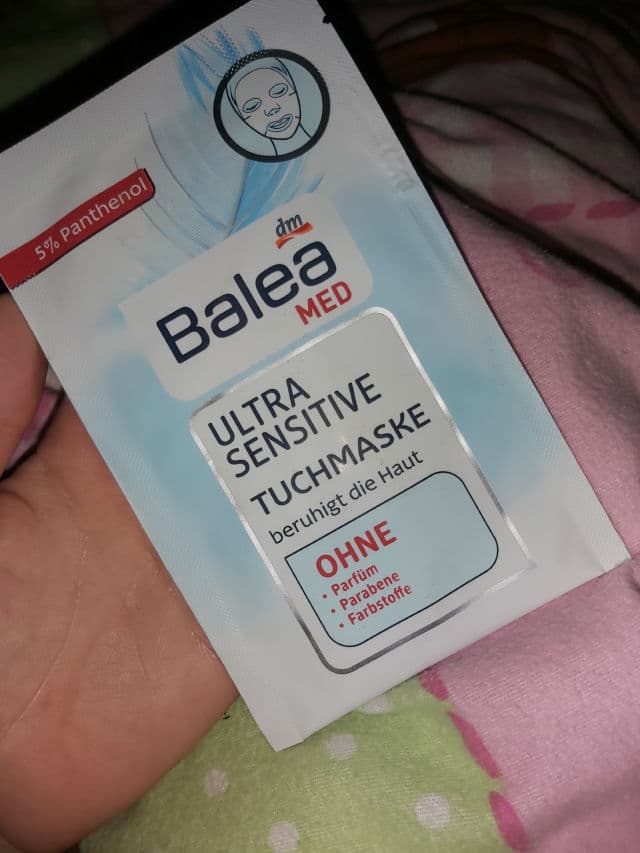 5% Panthenol
dm
Balea
MED
ULTRA
SENSITIVE
TUCHMASKE
beruhigt die Haut
OHNE
• Parfüm
• Parabene
• Farbstoffe